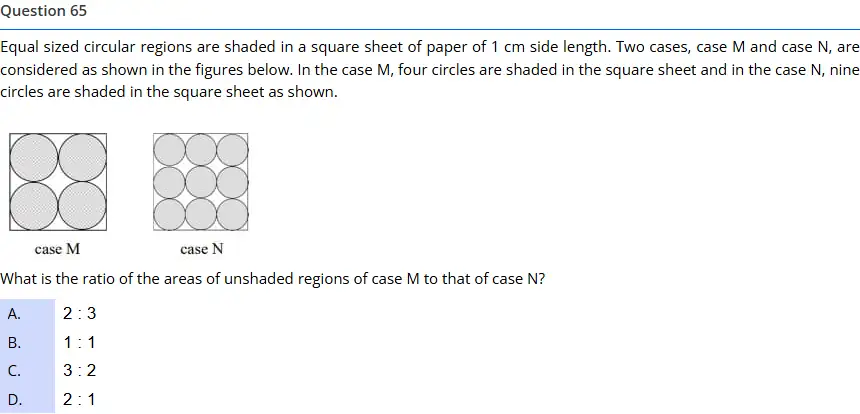 Question 65
Equal sized circular regions are shaded in a square sheet of paper of 1 cm side length. Two cases, case M and case N, are
considered as shown in the figures below. In the case M, four circles are shaded in the square sheet and in the case N, nine
circles are shaded in the square sheet as shown.
case M case N
What is the ratio of the areas of unshaded regions of case M to that of case N?
A. 2 : 3
B. 1 : 1
C. 3 : 2
D. 2 : 1